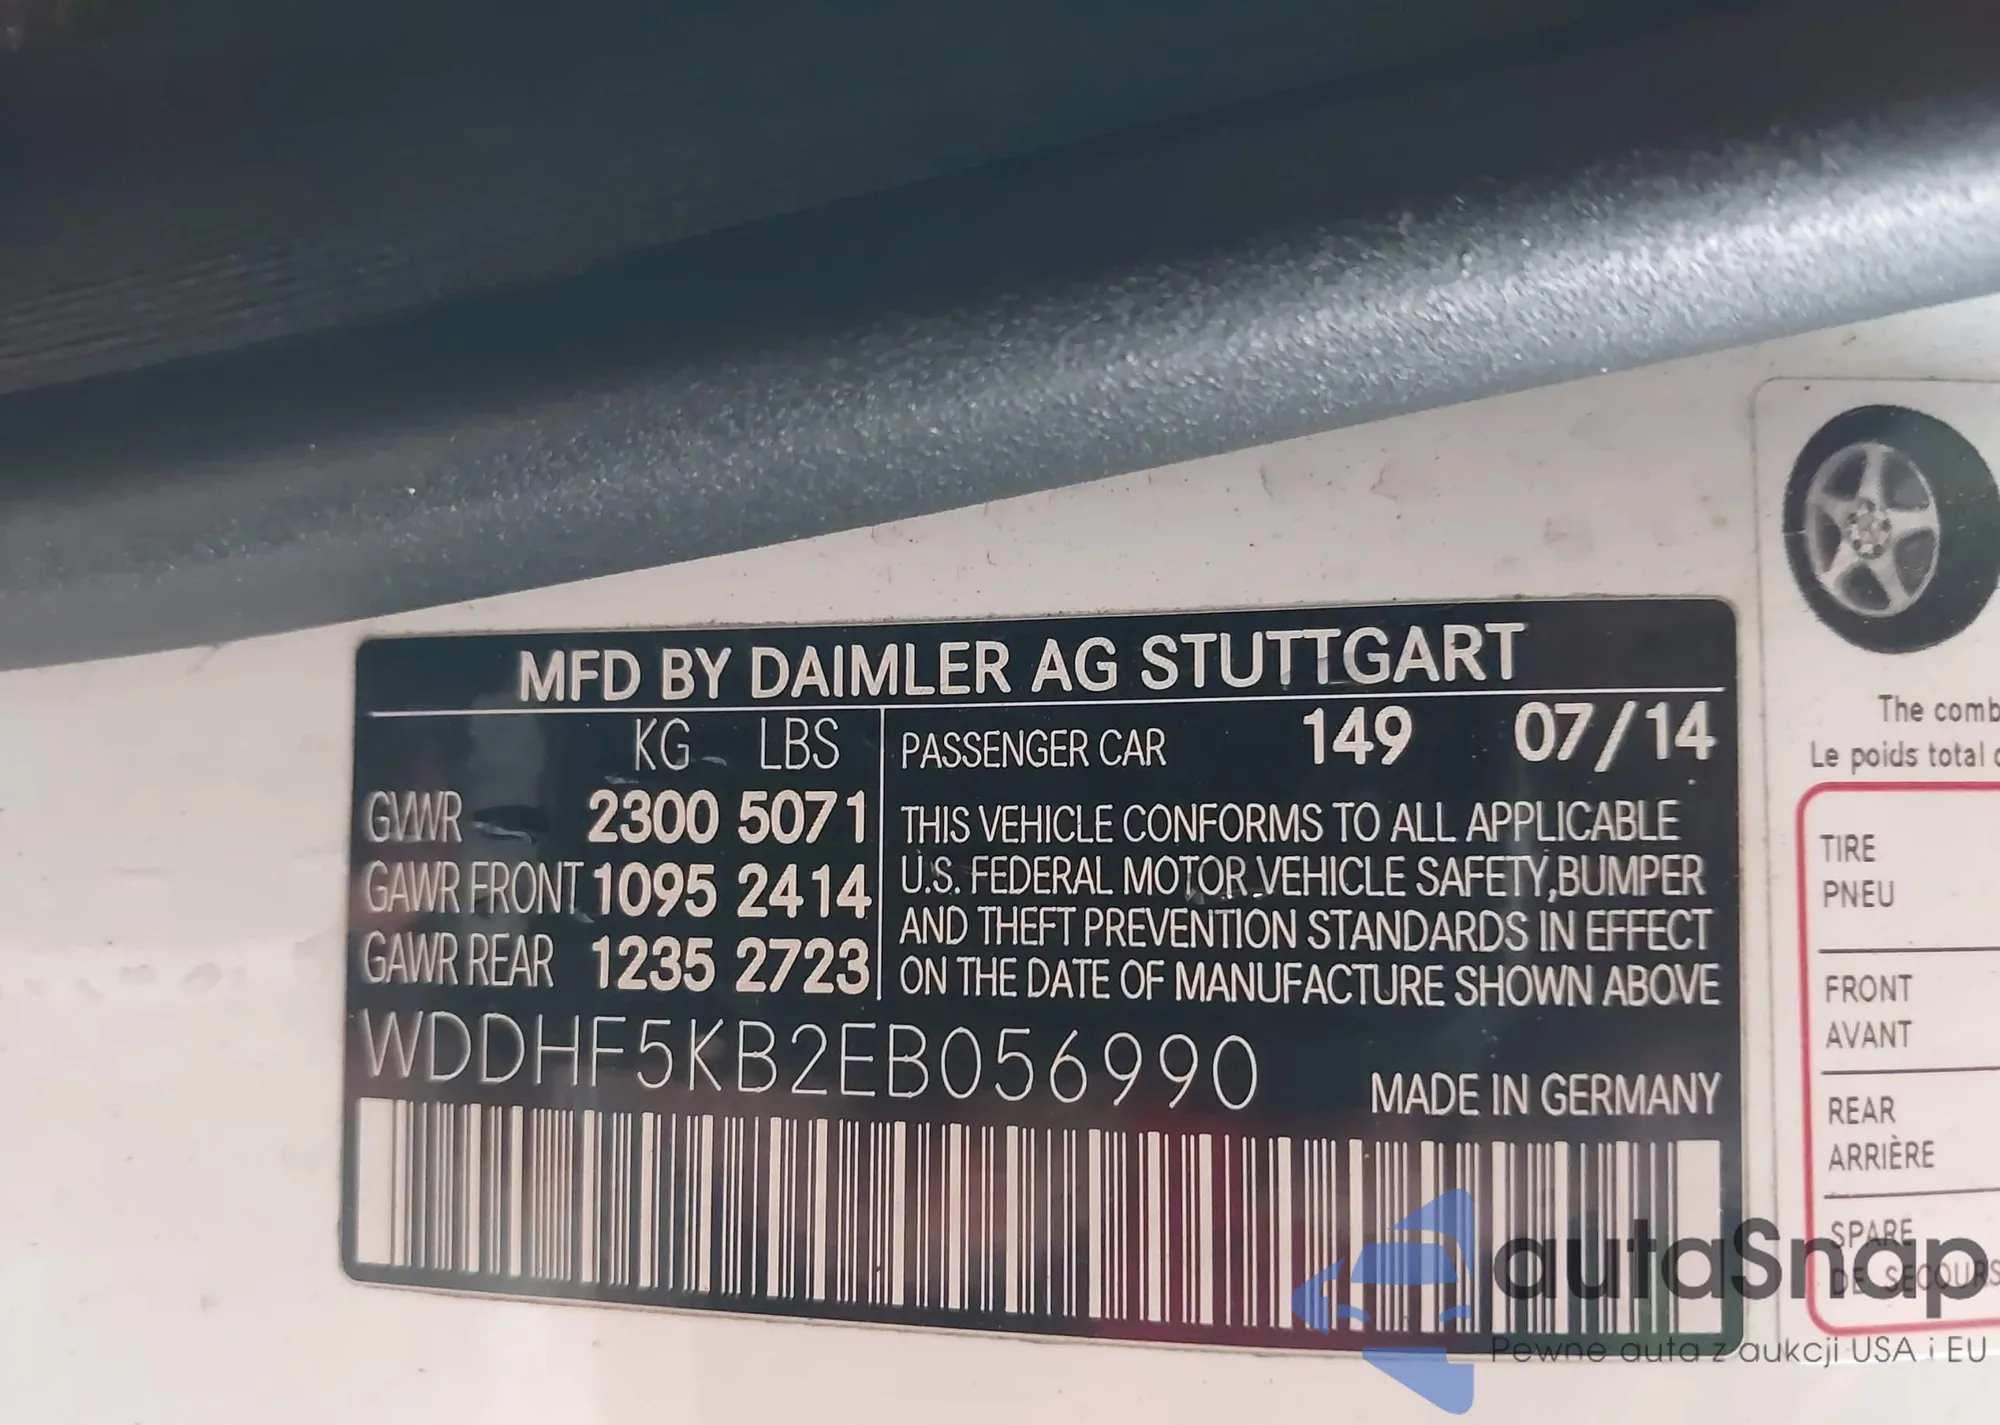 MFD BY DAIMLER AG STUTTGART
KG LBS
GVWR 2300 5071
GAWR FRONT 1095 2414
GAWR REAR 1235 2723
PASSENGER CAR 149 07/14
THIS VEHICLE CONFORMS TO ALL APPLICABLE
U.S. FEDERAL MOTOR VEHICLE SAFETY, BUMPER
AND THEFT PREVENTION STANDARDS IN EFFECT
ON THE DATE OF MANUFACTURE SHOWN ABOVE
WDDHF5KB2EB056990
MADE IN GERMANY
The comb
Le poids total
TIRE
PNEU
FRONT
AVANT
REAR
ARRIÈRE
SPARE
DE SECOURS
autaSnap
Pewne auta z aukcji USA i EU